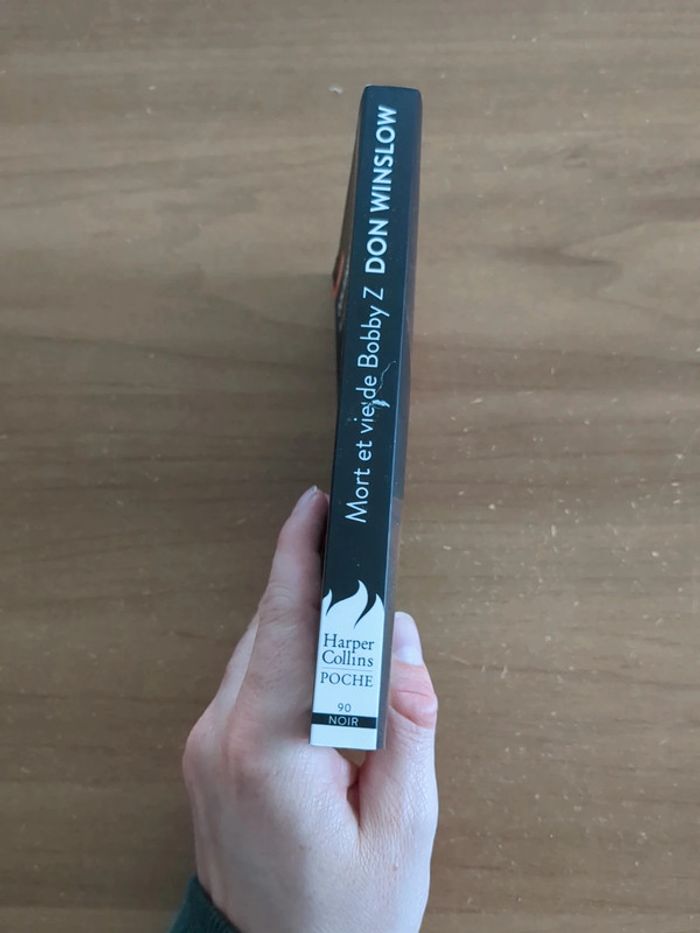 Mort et vie de Bobby Z DON WINSLOW
Harper
Collins
POCHE
90
NOIR